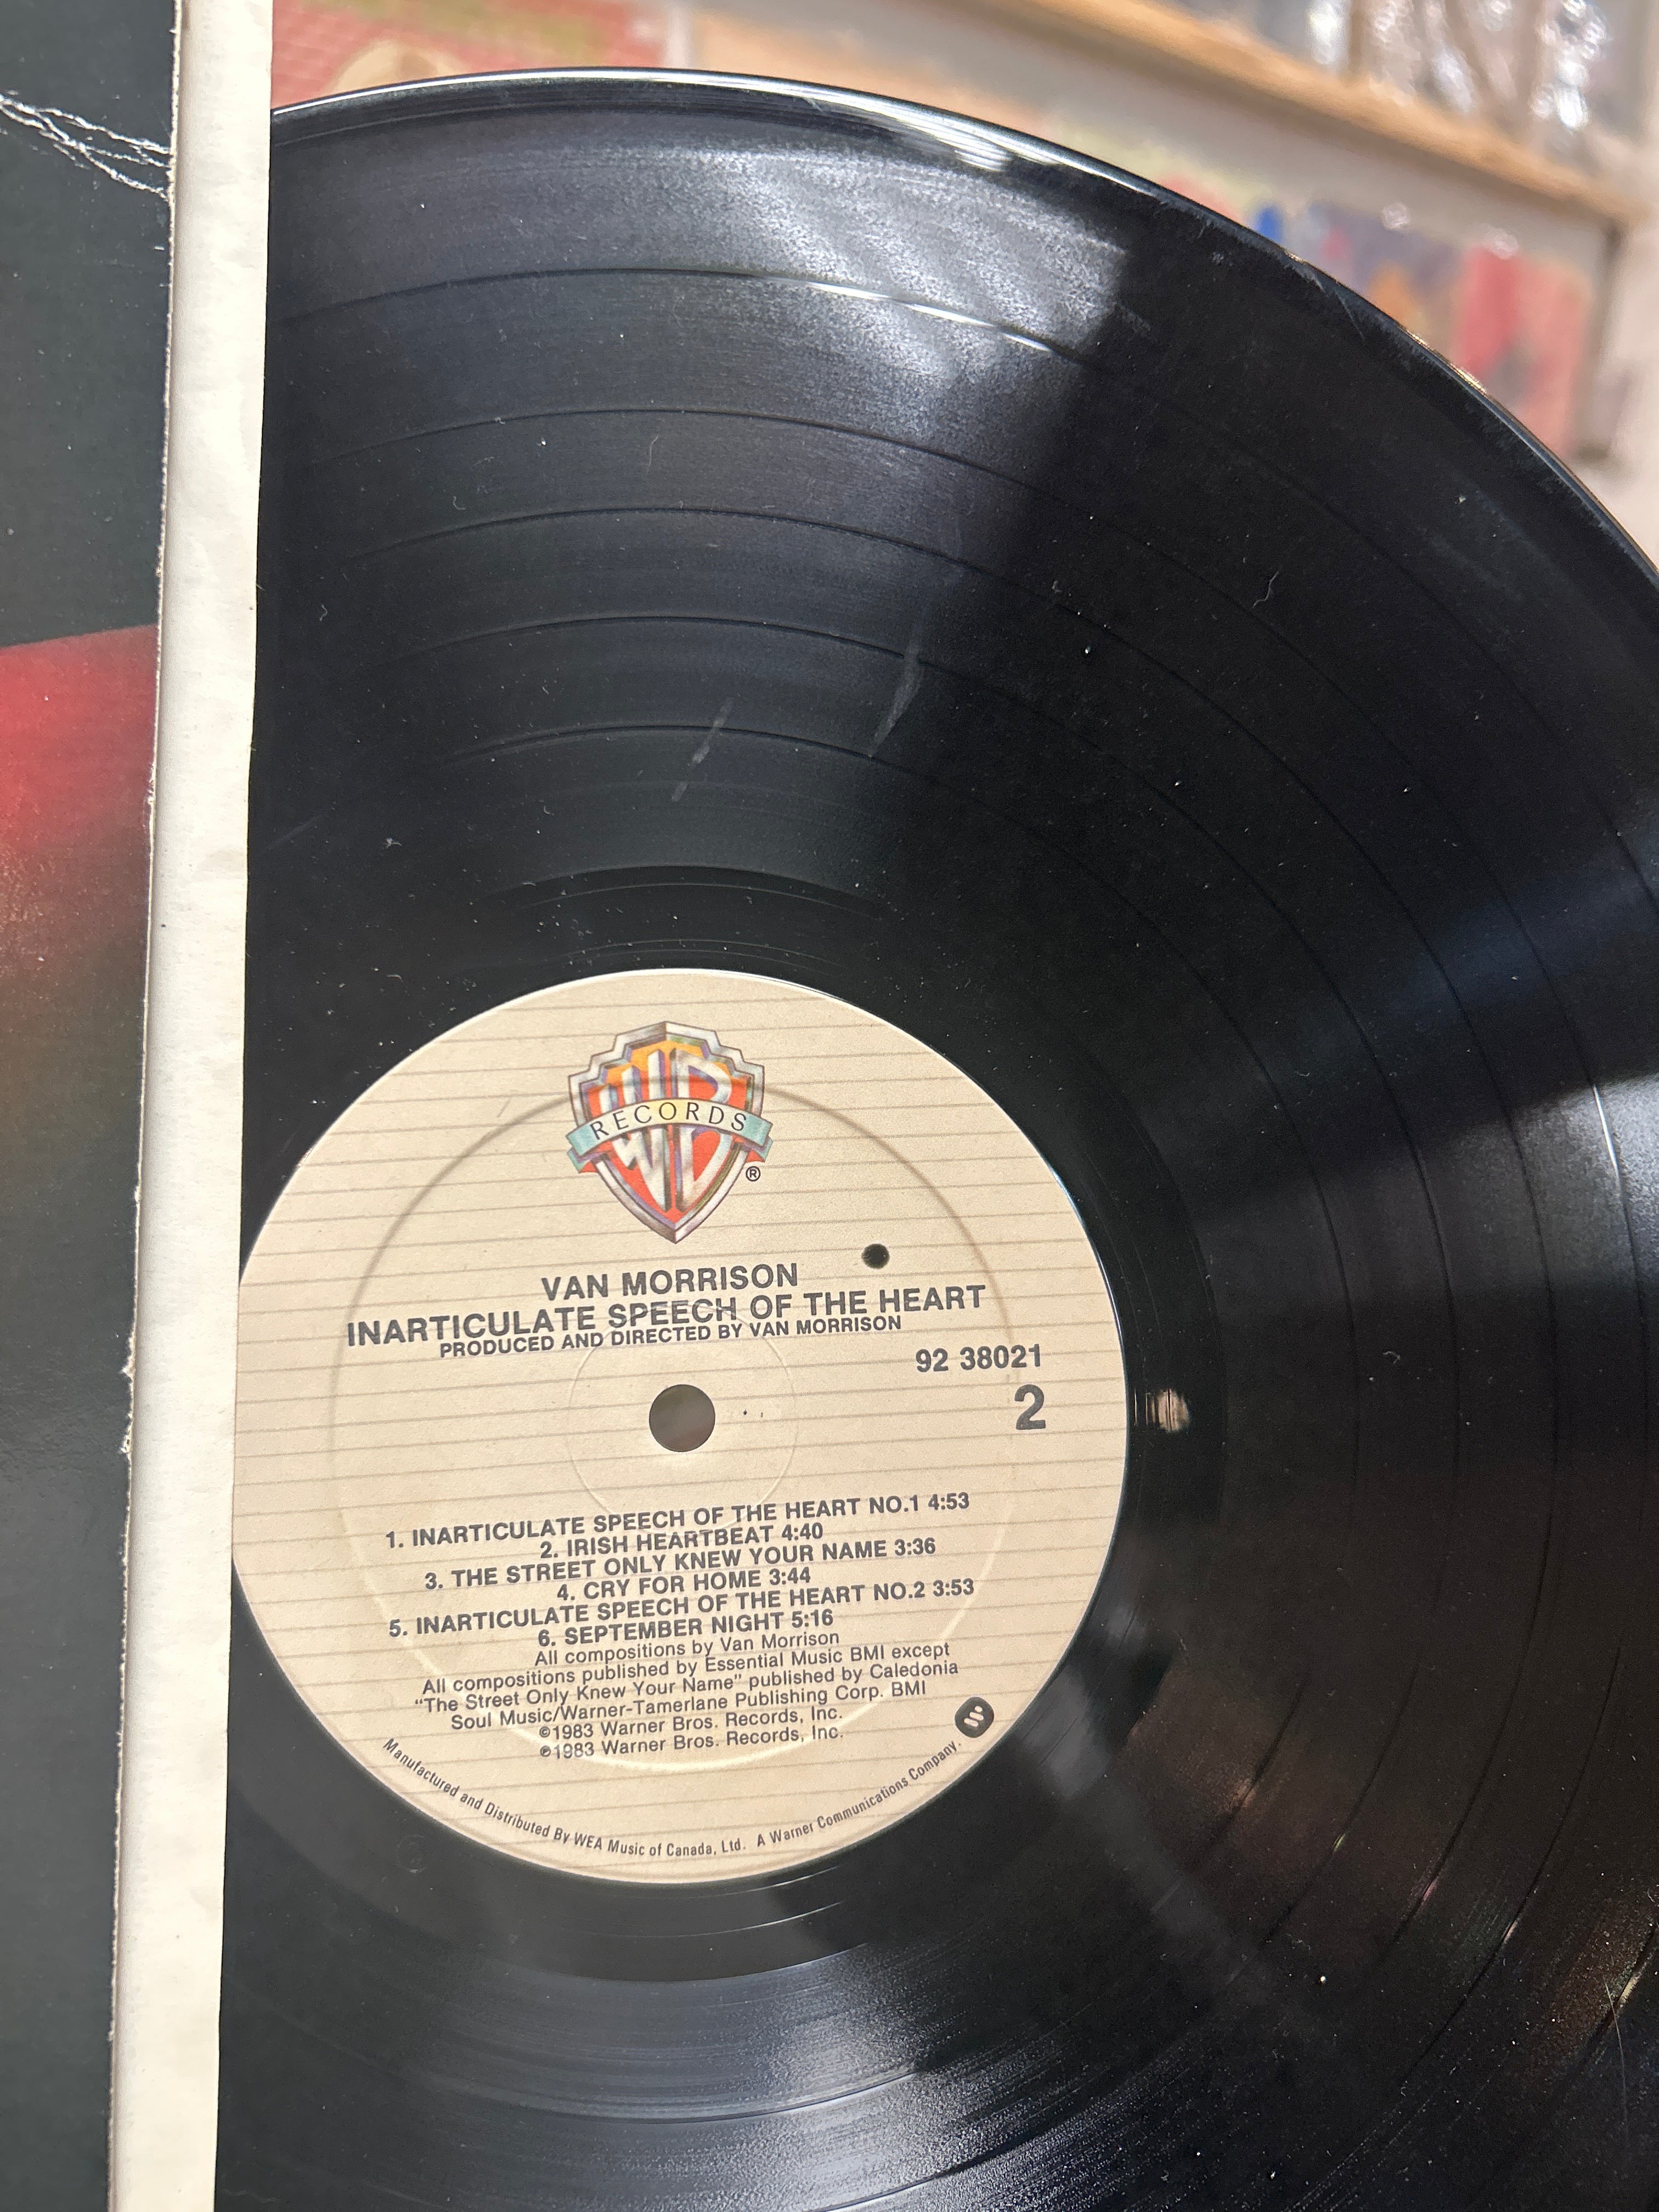 WB
RECORDS
®
VAN MORRISON
INARTICULATE SPEECH OF THE HEART
PRODUCED AND DIRECTED BY VAN MORRISON
92 38021
2
1. INARTICULATE SPEECH OF THE HEART NO.1 4:53
2. IRISH HEARTBEAT 4:40
3. THE STREET ONLY KNEW YOUR NAME 3:36
4. CRY FOR HOME 3:44
5. INARTICULATE SPEECH OF THE HEART NO.2 3:53
6. SEPTEMBER NIGHT 5:16
All compositions by Van Morrison
All compositions published by Essential Music BMI except
"The Street Only Knew Your Name" published by Caledonia
Soul Music/Warner-Tamerlane Publishing Corp. BMI
©1983 Warner Bros. Records, Inc.
℗1983 Warner Bros. Records, Inc.
Manufactured and Distributed By WEA Music of Canada, Ltd. A Warner Communications Company.